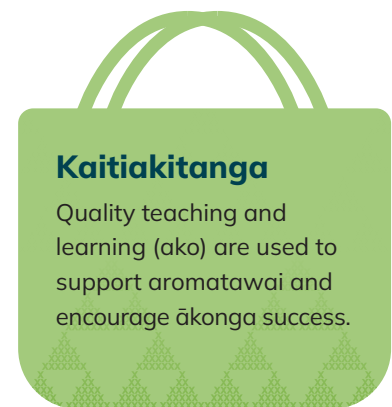 Kaitiakitanga
Quality teaching and
learning (ako) are used to
support aromatawai and
encourage ākonga success.